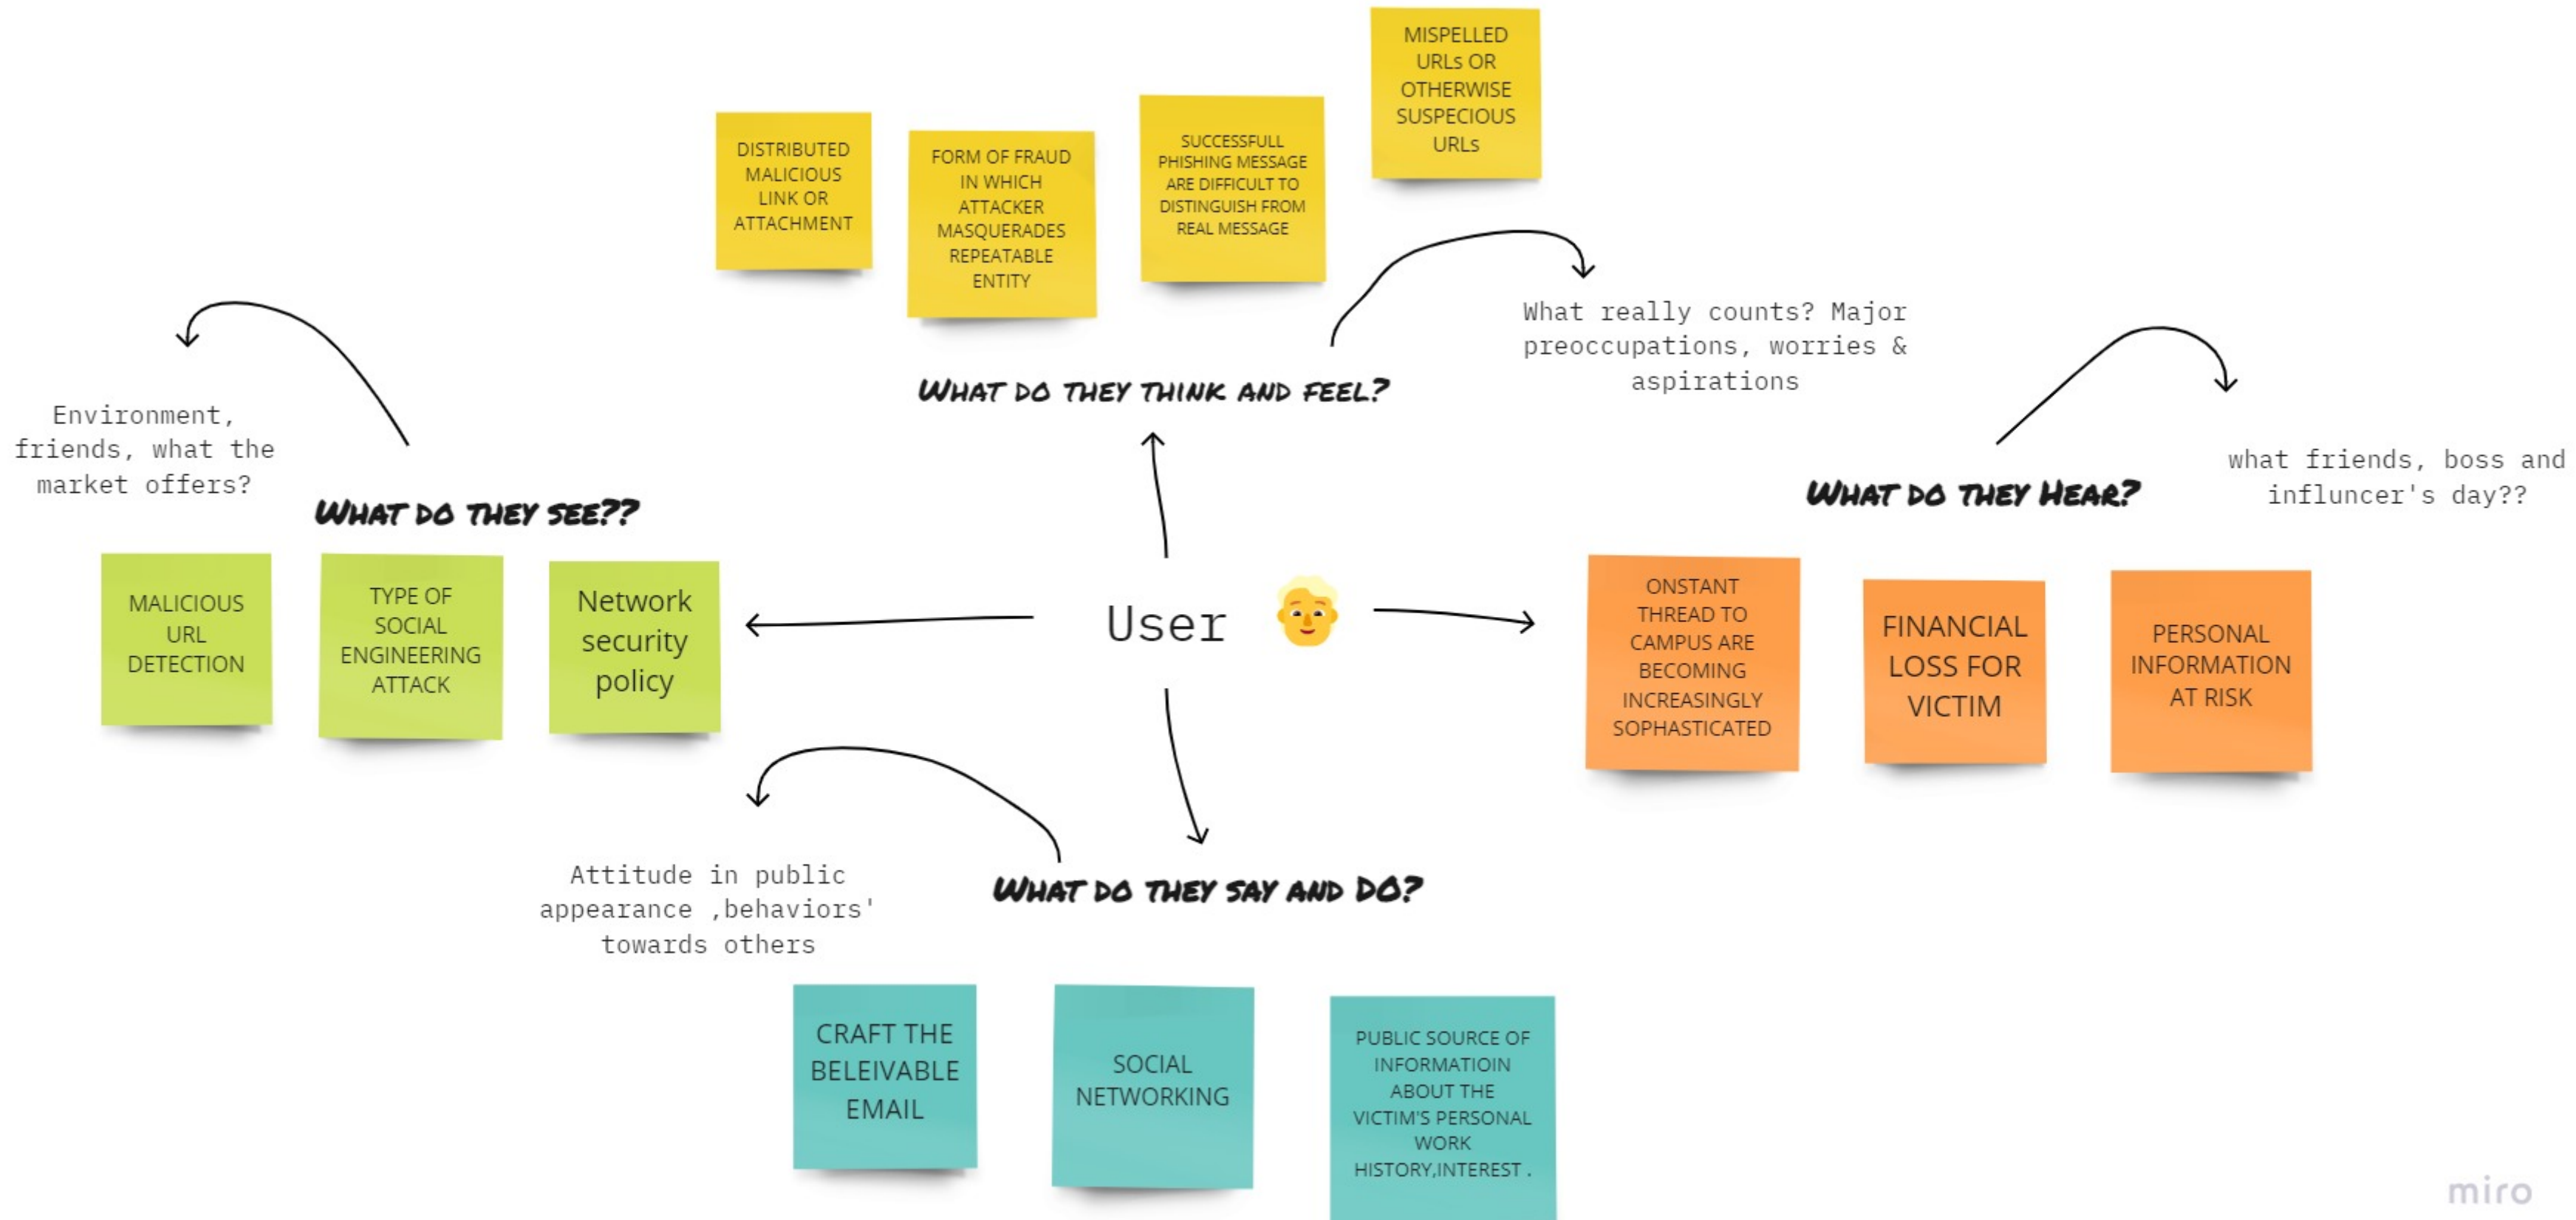 MISPELLED
URLs OR
OTHERWISE
SUSPECIOUS
URLs
DISTRIBUTED
MALICIOUS
LINK OR
ATTACHMENT
FORM OF FRAUD
IN WHICH
ATTACKER
MASQUERADES
REPEATABLE
ENTITY
SUCCESSFULL
PHISHING MESSAGE
ARE DIFFICULT TO
DISTINGUISH FROM
REAL MESSAGE
What really counts? Major
preoccupations, worries &
aspirations
WHAT DO THEY THINK AND FEEL?
Environment,
friends, what the
market offers?
WHAT DO THEY SEE??
WHAT DO THEY HEAR?
what friends, boss and
influncer's day??
MALICIOUS
URL
DETECTION
TYPE OF
SOCIAL
ENGINEERING
ATTACK
Network
security
policy
User
ONSTANT
THREAD TO
CAMPUS ARE
BECOMING
INCREASINGLY
SOPHASTICATED
FINANCIAL
LOSS FOR
VICTIM
PERSONAL
INFORMATION
AT RISK
Attitude in public
appearance ,behaviors'
towards others
WHAT DO THEY SAY AND DO?
CRAFT THE
BELEIVABLE
EMAIL
SOCIAL
NETWORKING
PUBLIC SOURCE OF
INFORMATIOIN
ABOUT THE
VICTIM'S PERSONAL
WORK
HISTORY,INTEREST .
miro